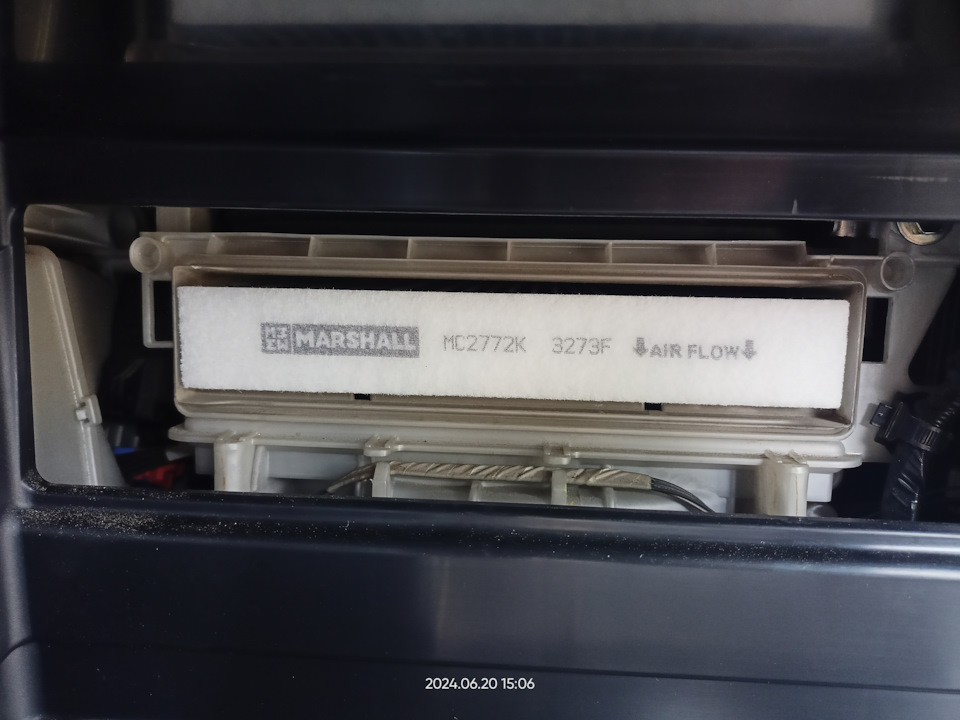 MARSHALL MC2772K 3273F AIR FLOW
2024.06.20 15:06